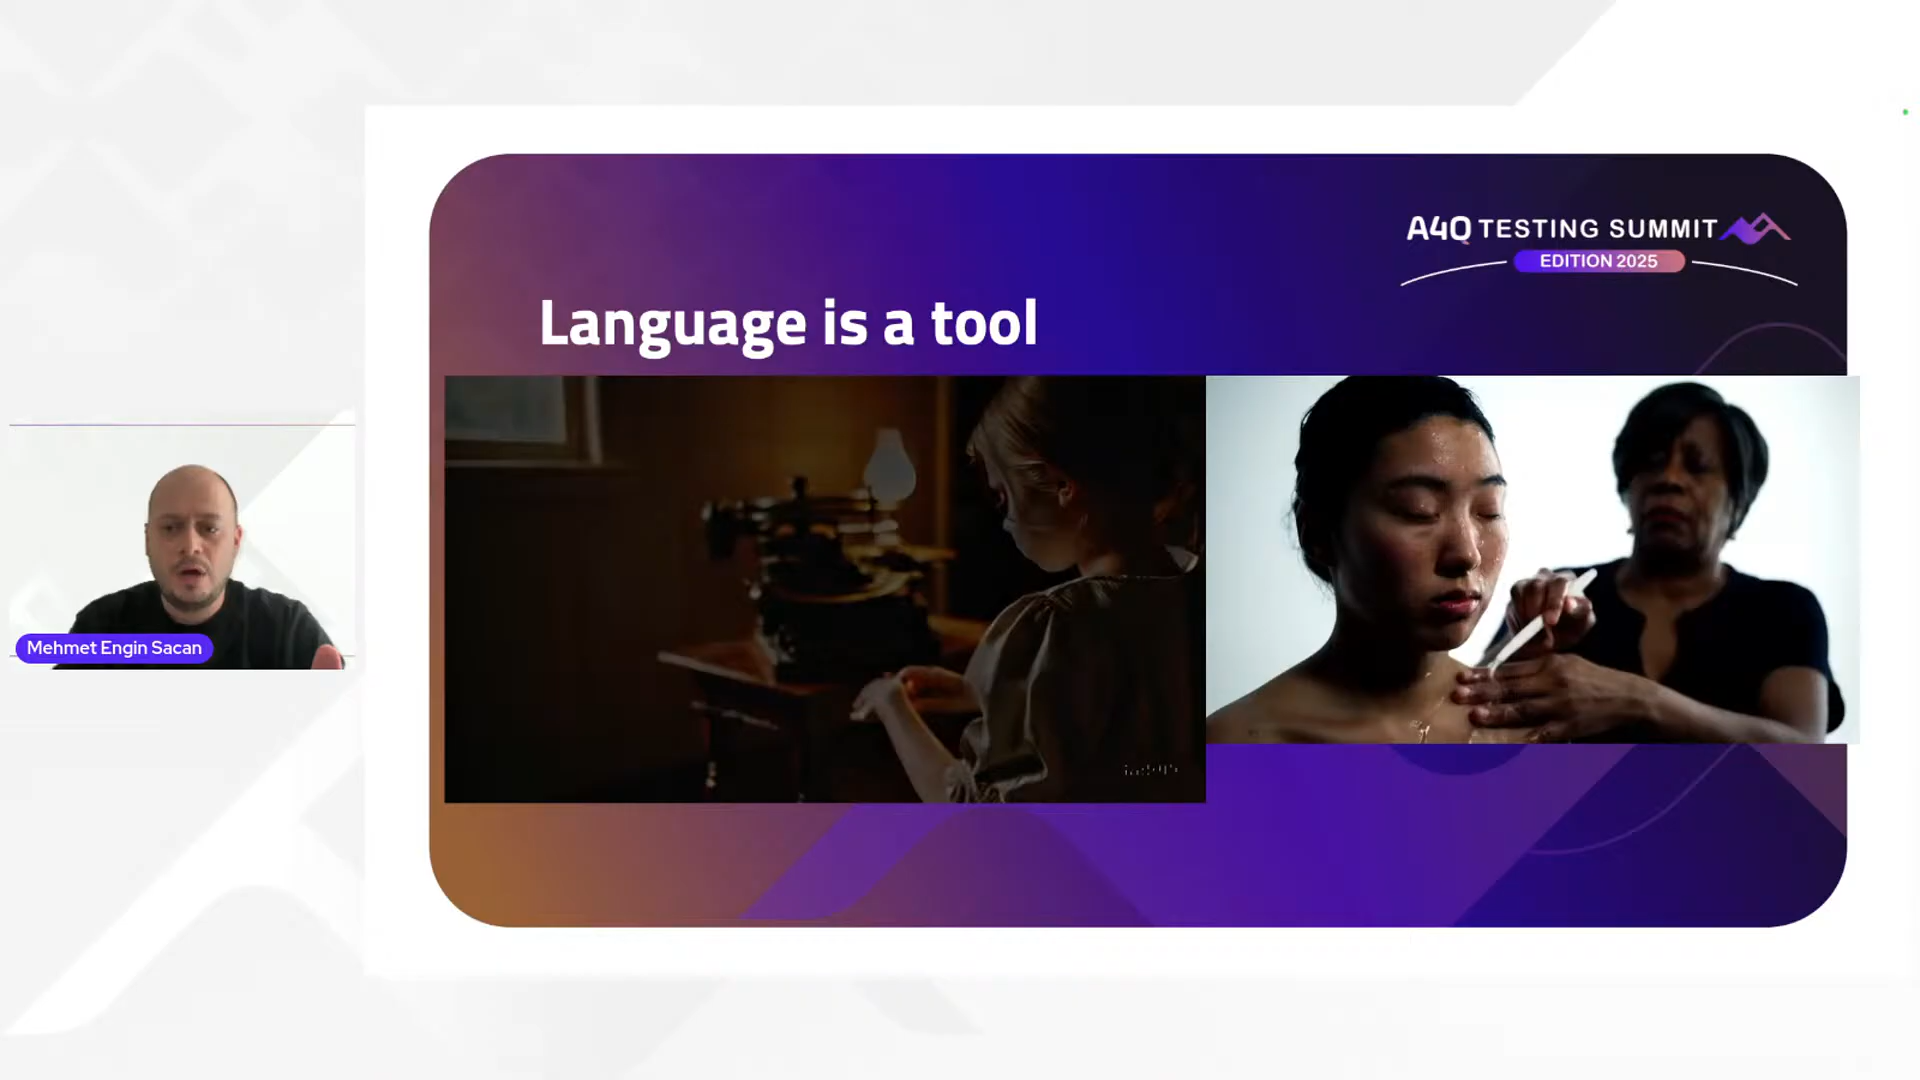 A4Q TESTING SUMMIT
EDITION 2025
Language is a tool
Mehmet Engin Sacan